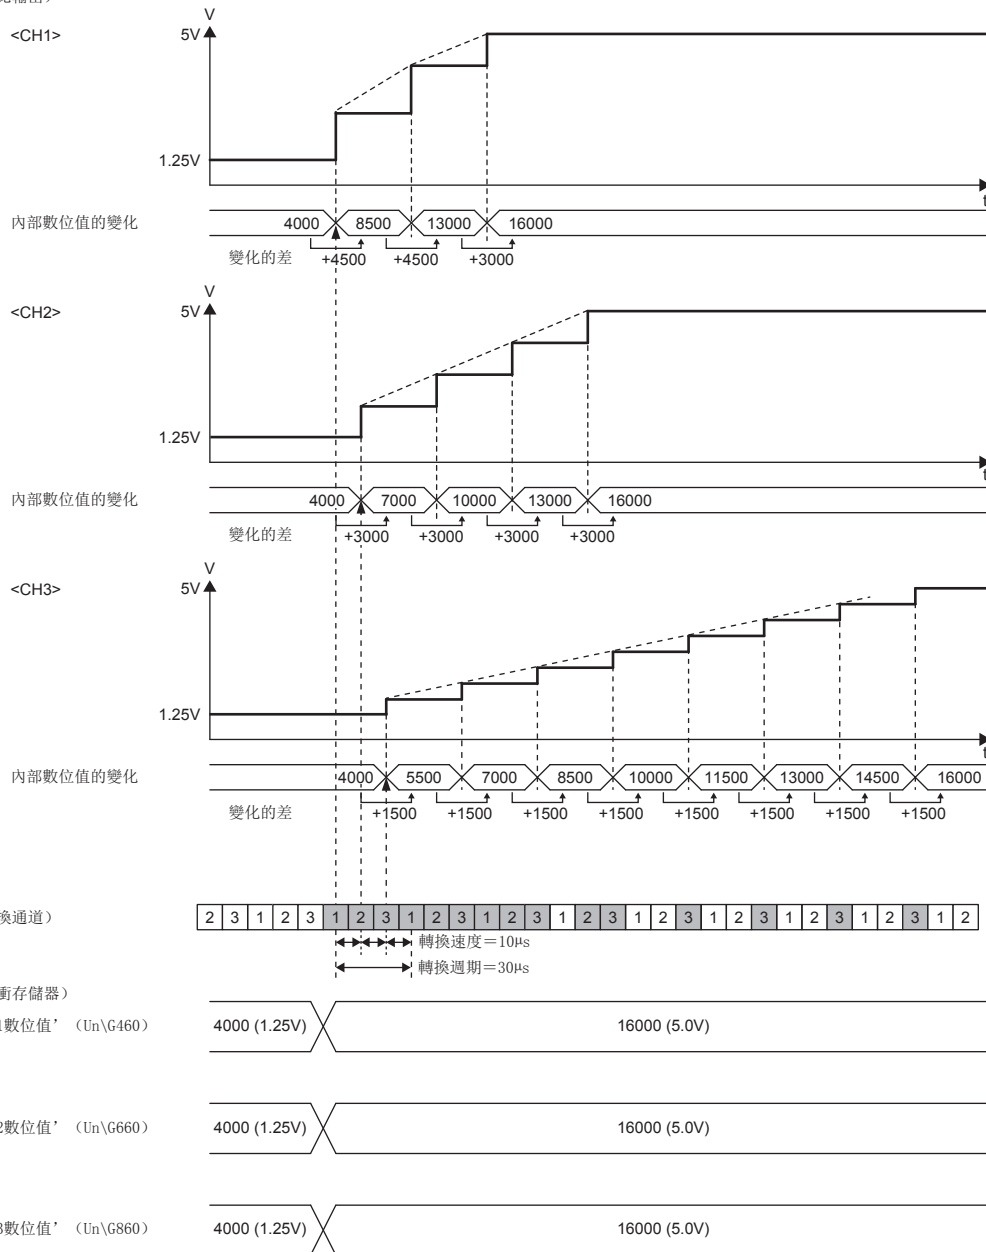 V
<CH1>
5V
1.25V
t
內部數位值的變化
4000 8500 13000 16000
變化的差
+4500 +4500 +3000
V
<CH2>
5V
1.25V
t
內部數位值的變化
4000 7000 10000 13000 16000
變化的差
+3000 +3000 +3000 +3000
V
<CH3>
5V
1.25V
t
內部數位值的變化
4000 5500 7000 8500 10000 11500 13000 14500 16000
變化的差
+1500 +1500 +1500 +1500 +1500 +1500 +1500 +1500
換通道)
2 3 1 2 3 1 2 3 1 2 3 1 2 3 1 2 3 1 2 3 1 2 3 1 2 3 1 2 3 1 2
轉換速度=10μs
轉換週期=30μs
衝存儲器)
1數位值’ (Un\G460)
4000 (1.25V) 16000 (5.0V)
2數位值’ (Un\G660)
4000 (1.25V) 16000 (5.0V)
3數位值’ (Un\G860)
4000 (1.25V) 16000 (5.0V)